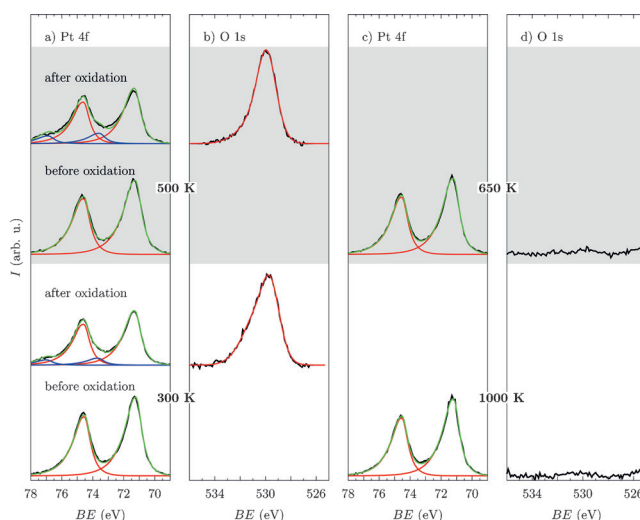 a) Pt 4f
b) O 1s
c) Pt 4f
d) O 1s
after oxidation
before oxidation
500 K
650 K
I (arb. u.)
after oxidation
before oxidation
300 K
1000 K
78 76 74 72 70
534 530 526
78 76 74 72 70
534 530 526
BE (eV)
BE (eV)
BE (eV)
BE (eV)